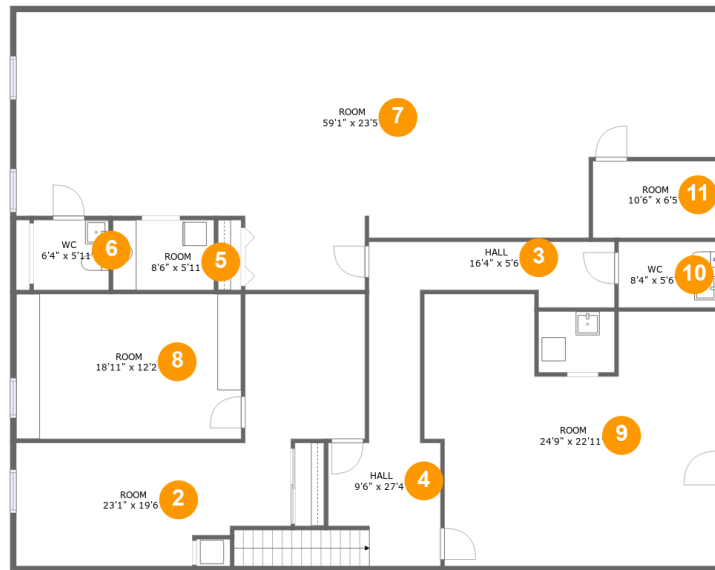 ROOM
59'1" x 23'5
7
ROOM
10'6" x 6'5
11
WC
6'4" x 5'11
6
ROOM
8'6" x 5'11
5
HALL
16'4" x 5'6
3
WC
8'4" x 5'6
10
ROOM
18'11" x 12'2
8
ROOM
24'9" x 22'11
9
HALL
9'6" x 27'4
4
ROOM
23'1" x 19'6
2